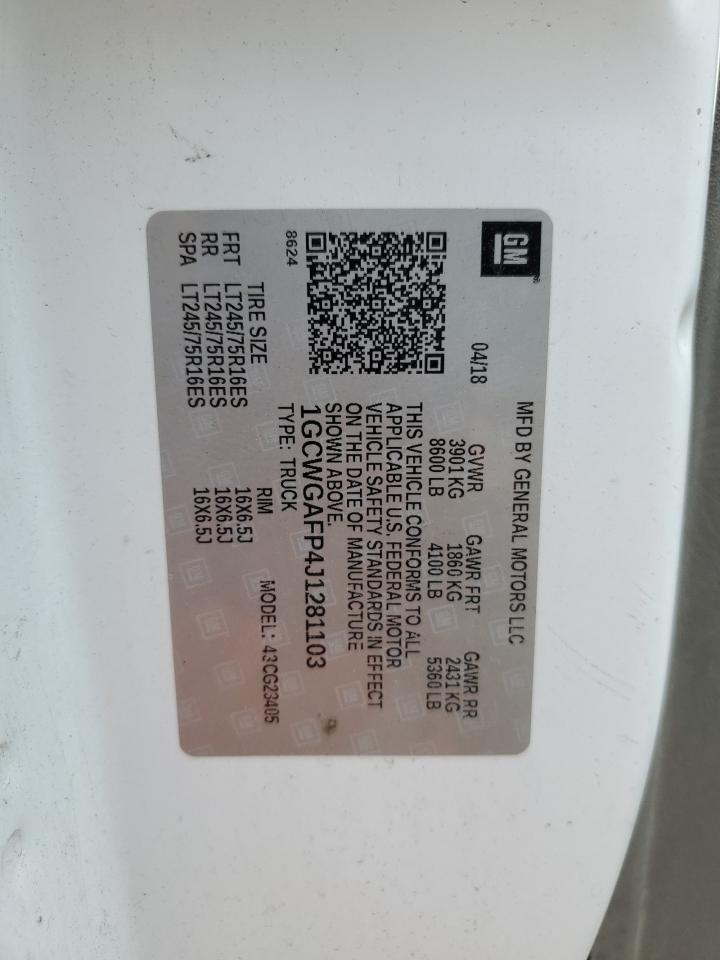 GM
MFD BY GENERAL MOTORS LLC
04/18
GVWR GAWR FRT GAWR RR
3901 KG 1860 KG 2431 KG
8600 LB 4100 LB 5360 LB
THIS VEHICLE CONFORMS TO ALL
APPLICABLE U.S. FEDERAL MOTOR
VEHICLE SAFETY STANDARDS IN EFFECT
ON THE DATE OF MANUFACTURE
SHOWN ABOVE.
1GCWGAFP4J1281103
TYPE: TRUCK
8624
MODEL: 43CG23405
TIRE SIZE RIM
FRT LT245/75R16ES 16X6.5J
RR LT245/75R16ES 16X6.5J
SPA LT245/75R16ES 16X6.5J